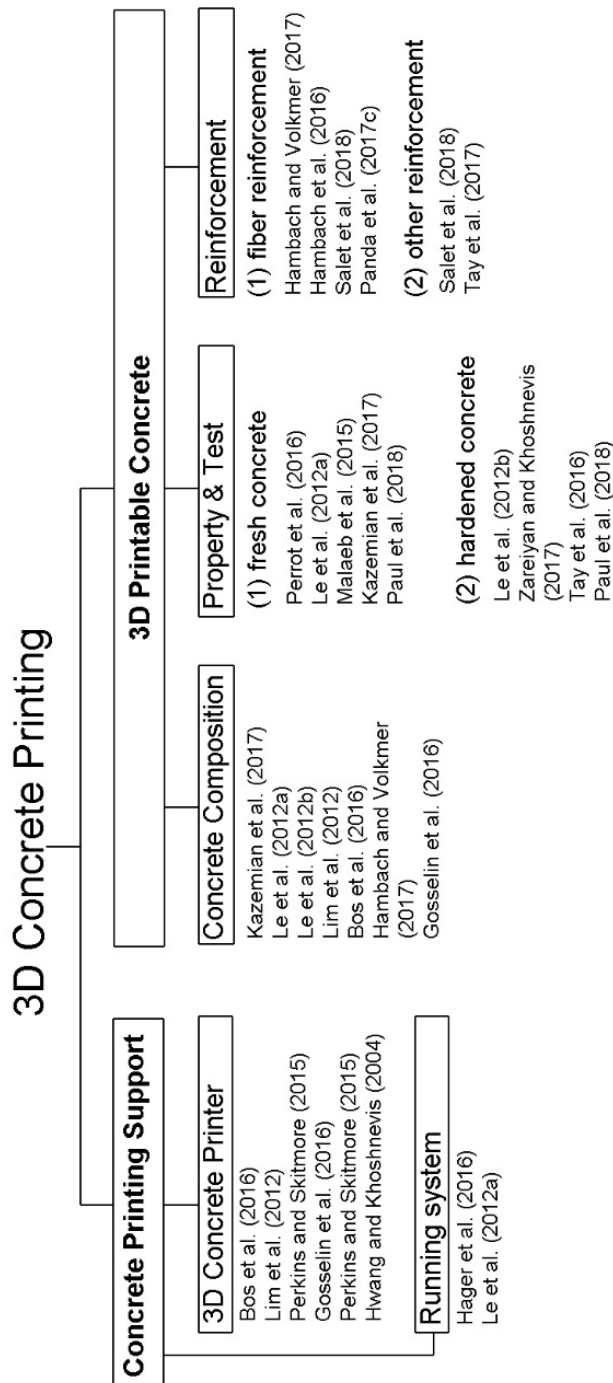 3D Concrete Printing
Concrete Printing Support
3D Concrete Printer
Bos et al. (2016)
Lim et al. (2012)
Perkins and Skitmore (2015)
Gosselin et al. (2016)
Perkins and Skitmore (2015)
Hwang and Khoshnevis (2004)
Running system
Hager et al. (2016)
Le et al. (2012a)
3D Printable Concrete
Concrete Composition
Kazemian et al. (2017)
Le et al. (2012a)
Le et al. (2012b)
Lim et al. (2012)
Bos et al. (2016)
Hambach and Volkmer
(2017)
Gosselin et al. (2016)
Property & Test
(1) fresh concrete
Perrot et al. (2016)
Le et al. (2012a)
Malaeb et al. (2015)
Kazemian et al. (2017)
Paul et al. (2018)
(2) hardened concrete
Le et al. (2012b)
Zareiyan and Khoshnevis
(2017)
Tay et al. (2016)
Paul et al. (2018)
Reinforcement
(1) fiber reinforcement
Hambach and Volkmer (2017)
Hambach et al. (2016)
Salet et al. (2018)
Panda et al. (2017c)
(2) other reinforcement
Salet et al. (2018)
Tay et al. (2017)